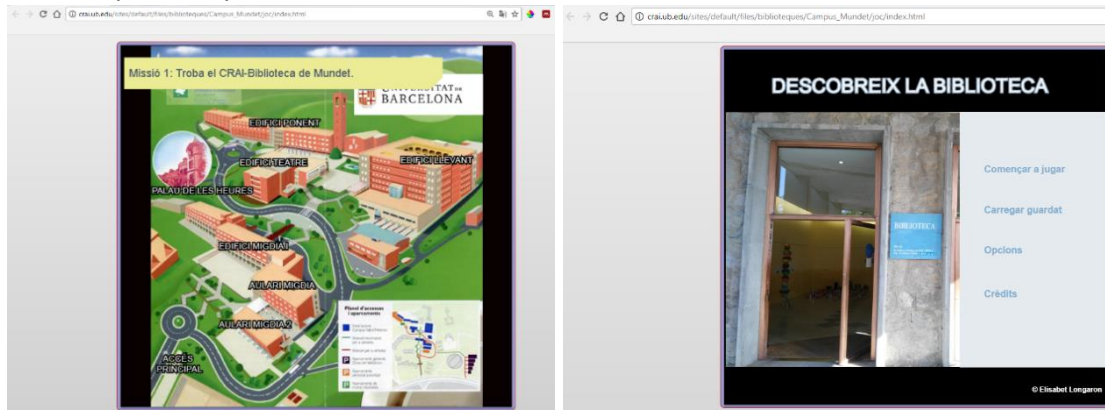 crai.ub.edu/sites/default/files/biblioteques/Campus_Mundet/joc/index.html
Missió 1: Troba el CRAI-Biblioteca de Mundet.
UNIVERSITAT DE
BARCELONA
EDIFICI PONENT
EDIFICI TEATRE
EDIFICI LLEVANT
PALAU DE LES HEURES
EDIFICI MIGDIA I
AULARI MIGDIA
AULARI MIGDIA 2
ACCÉS
PRINCIPAL
Plànol d'accessos
i aparcaments
crai.ub.edu/sites/default/files/biblioteques/Campus_Mundet/joc/index.html
DESCOBREIX LA BIBLIOTECA
BIBLIOTECA
Començar a jugar
Carregar guardat
Opcions
Crèdits
© Elisabet Longaron